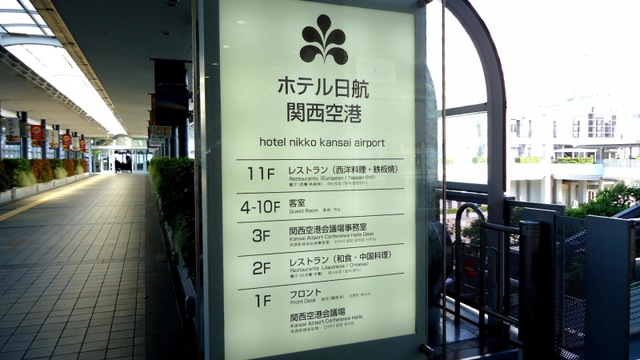 ホテル日航
関西空港
hotel nikko kansai airport
11F レストラン（西洋料理・鉄板焼）
Restaurants (European / Teppan Grill)
4~10F 客室
Guest Room
3F 関西空港会議場事務室
Kansai Airport Conference Halls Desk
2F レストラン（和食・中国料理）
Restaurants (Japanese / Chinese)
1F フロント
Front Desk
関西空港会議場
Kansai Airport Conference Halls